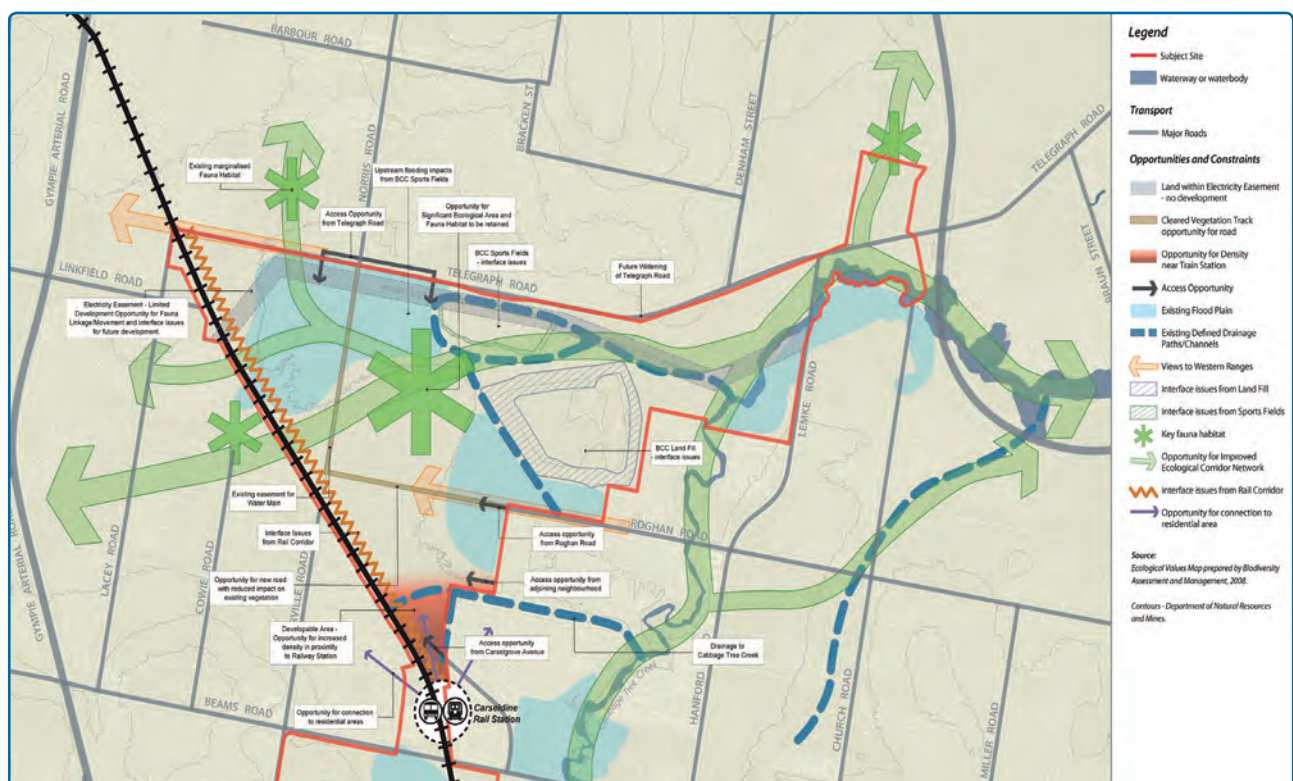 BARBOUR ROAD
GYMPIE ARTERIAL ROAD
NORRIS ROAD
BRACKEN ST
DENHAM STREET
TELEGRAPH ROAD
BRAUN STREET
Existing marginalised
Fauna Habitat
Upstream flooding impacts
from BCC Sports Fields
Access Opportunity
from Telegraph Road
Opportunity for
Significant Ecological Area and
Fauna Habitat to be retained
BCC Sports Fields
- interface issues
Future Widening
of Telegraph Road
LINKFIELD ROAD
TELEGRAPH ROAD
Electricity Easement - Limited
Development Opportunity for Fauna
Linkage/Movement and interface issues
for future development.
LEMKE ROAD
BCC Land Fill
- interface issues
Existing easement for
Water Main
Interface Issues
from Rail Corridor
Access opportunity
from Roghan Road
ROGHAN ROAD
GYMPIE ARTERIAL ROAD
LACEY ROAD
COWIE ROAD
Opportunity for new road
with reduced impact on
existing vegetation
Access opportunity from
adjoining neighbourhood
Developable Area -
Opportunity for increased
density in proximity
to Railway Station
Access opportunity
from Carselgrove Avenue
Drainage to
Cabbage Tree Creek
Cabbage Tree Creek
HANFORD
CHURCH ROAD
MILLER ROAD
BEAMS ROAD
Opportunity for connection
to residential areas
Carseldine
Rail Station
Legend
Subject Site
Waterway or waterbody
Transport
Major Roads
Opportunities and Constraints
Land within Electricity Easement
- no development
Cleared Vegetation Track
opportunity for road
Opportunity for Density
near Train Station
Access Opportunity
Existing Flood Plain
Existing Defined Drainage
Paths/Channels
Views to Western Ranges
Interface issues from Land Fill
Interface issues from Sports Fields
Key fauna habitat
Opportunity for Improved
Ecological Corridor Network
Interface issues from Rail Corridor
Opportunity for connection to
residential area
Source:
Ecological Values Map prepared by Biodiversity
Assessment and Management, 2008.
Contours - Department of Natural Resources
and Mines.